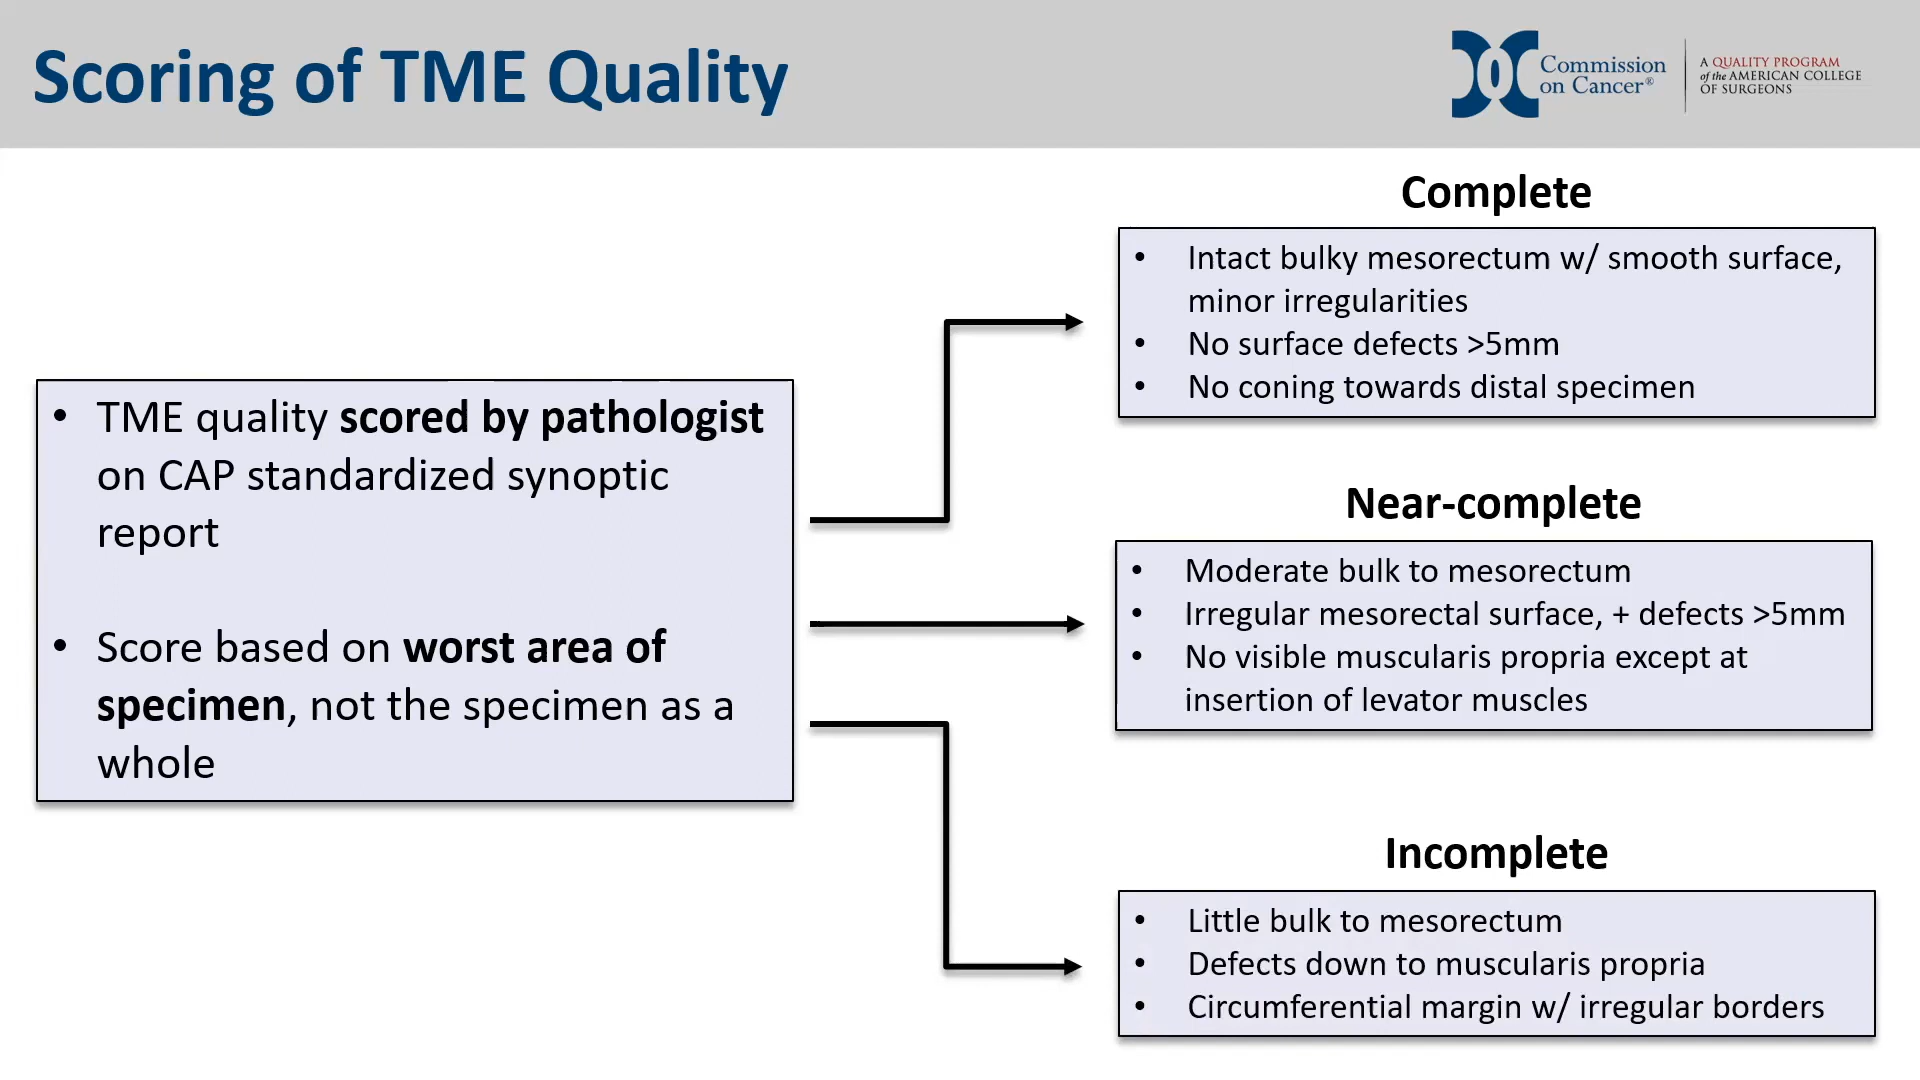 Scoring of TME Quality
Commission
on Cancer®
A QUALITY PROGRAM
of the AMERICAN COLLEGE
OF SURGEONS
• TME quality scored by pathologist
on CAP standardized synoptic
report
• Score based on worst area of
specimen, not the specimen as a
whole
Complete
• Intact bulky mesorectum w/ smooth surface,
minor irregularities
• No surface defects >5mm
• No coning towards distal specimen
Near-complete
• Moderate bulk to mesorectum
• Irregular mesorectal surface, + defects >5mm
• No visible muscularis propria except at
insertion of levator muscles
Incomplete
• Little bulk to mesorectum
• Defects down to muscularis propria
• Circumferential margin w/ irregular borders